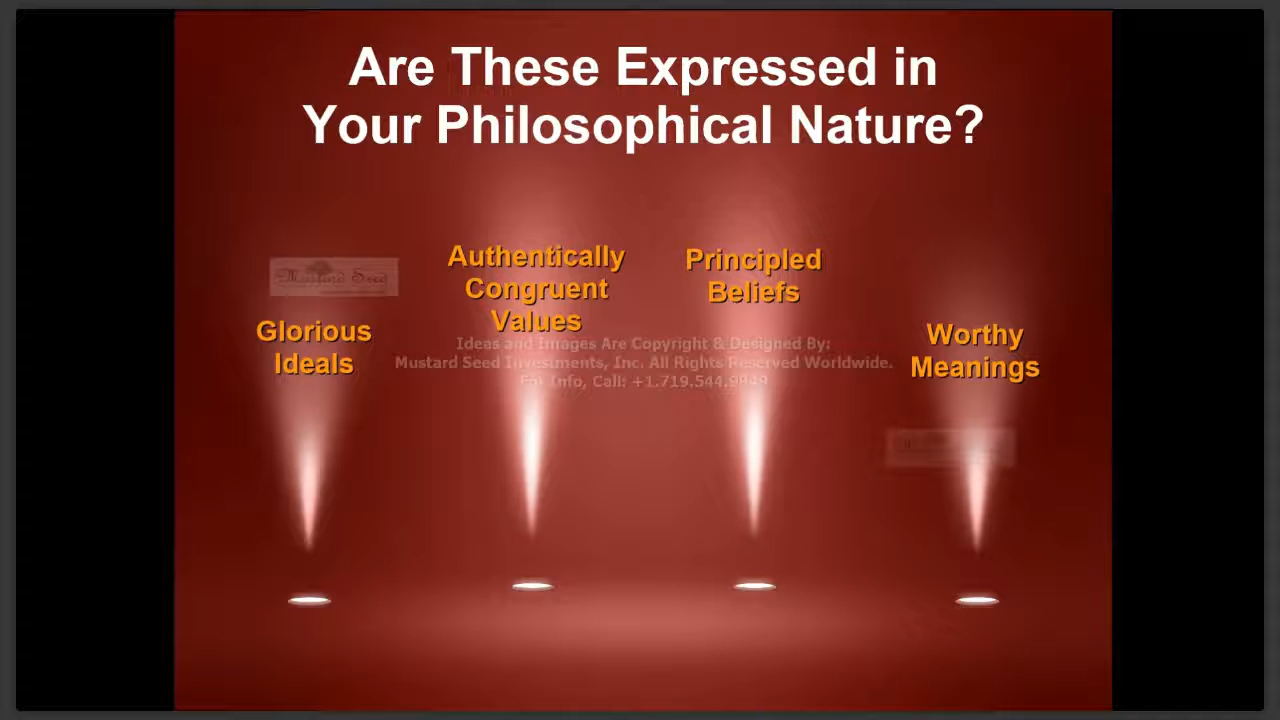 Are These Expressed in
Your Philosophical Nature?
Authentically
Congruent
Values
Principled
Beliefs
Mustard Seed
Glorious
Ideals
Worthy
Meanings
Ideas and Images Are Copyright & Designed By:
Mustard Seed Investments, Inc. All Rights Reserved Worldwide.
For Info, Call: +1.719.544.9949